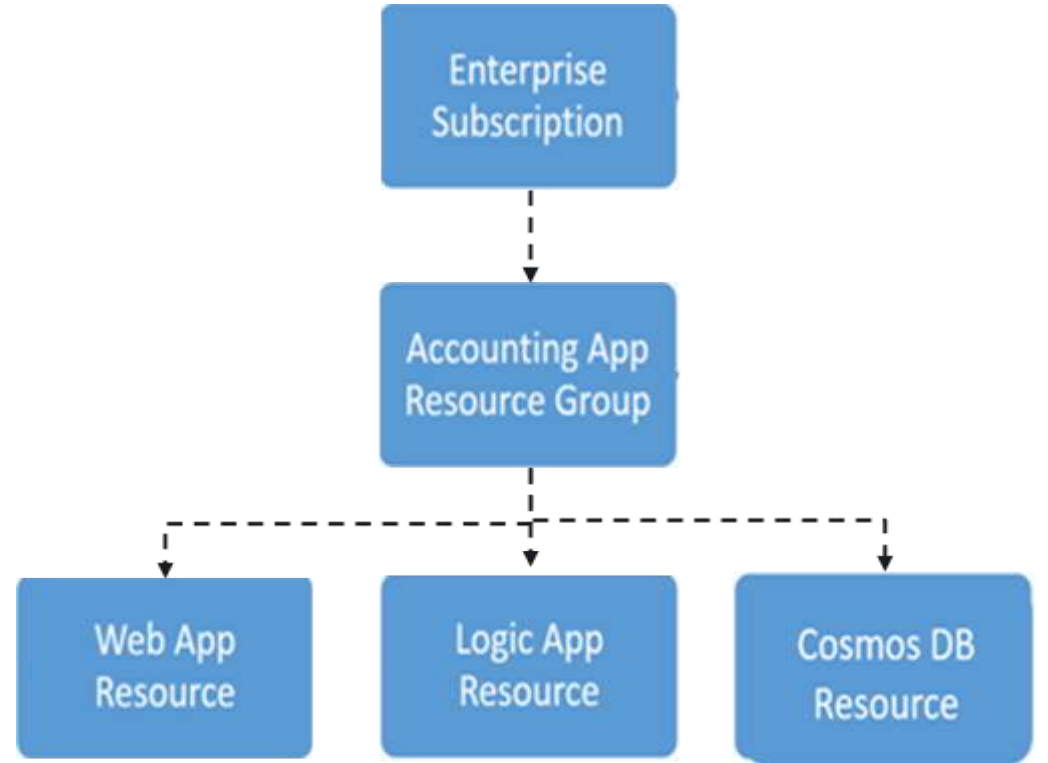 Enterprise
Subscription
Accounting App
Resource Group
Web App
Resource
Logic App
Resource
Cosmos DB
Resource